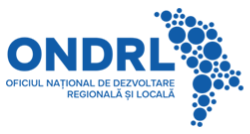 ONDRL
OFICIUL NAȚIONAL DE DEZVOLTARE
REGIONALĂ ȘI LOCALĂ